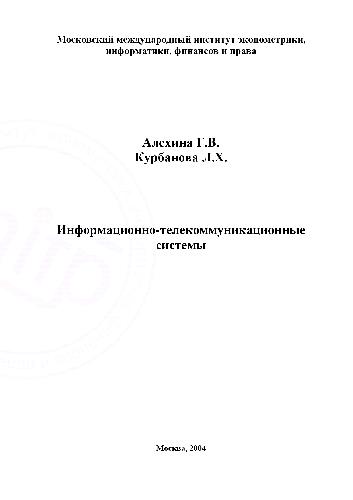 Московский международный институт эконометрики,
информатики, финансов и права
Алехина Г.В.
Курбанова Л.Х.
Информационно-телекоммуникационные
системы
Москва, 2004